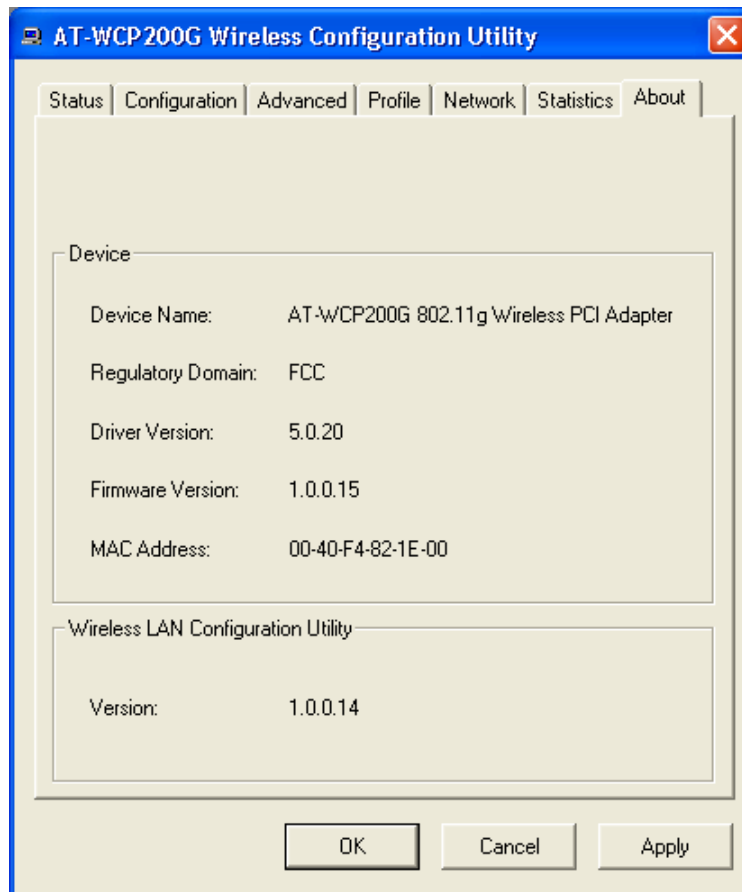 AT-WCP200G Wireless Configuration Utility
Status Configuration Advanced Profile Network Statistics About
Device
Device Name: AT-WCP200G 802.11g Wireless PCI Adapter
Regulatory Domain: FCC
Driver Version: 5.0.20
Firmware Version: 1.0.0.15
MAC Address: 00-40-F4-82-1E-00
Wireless LAN Configuration Utility
Version: 1.0.0.14
OK Cancel Apply